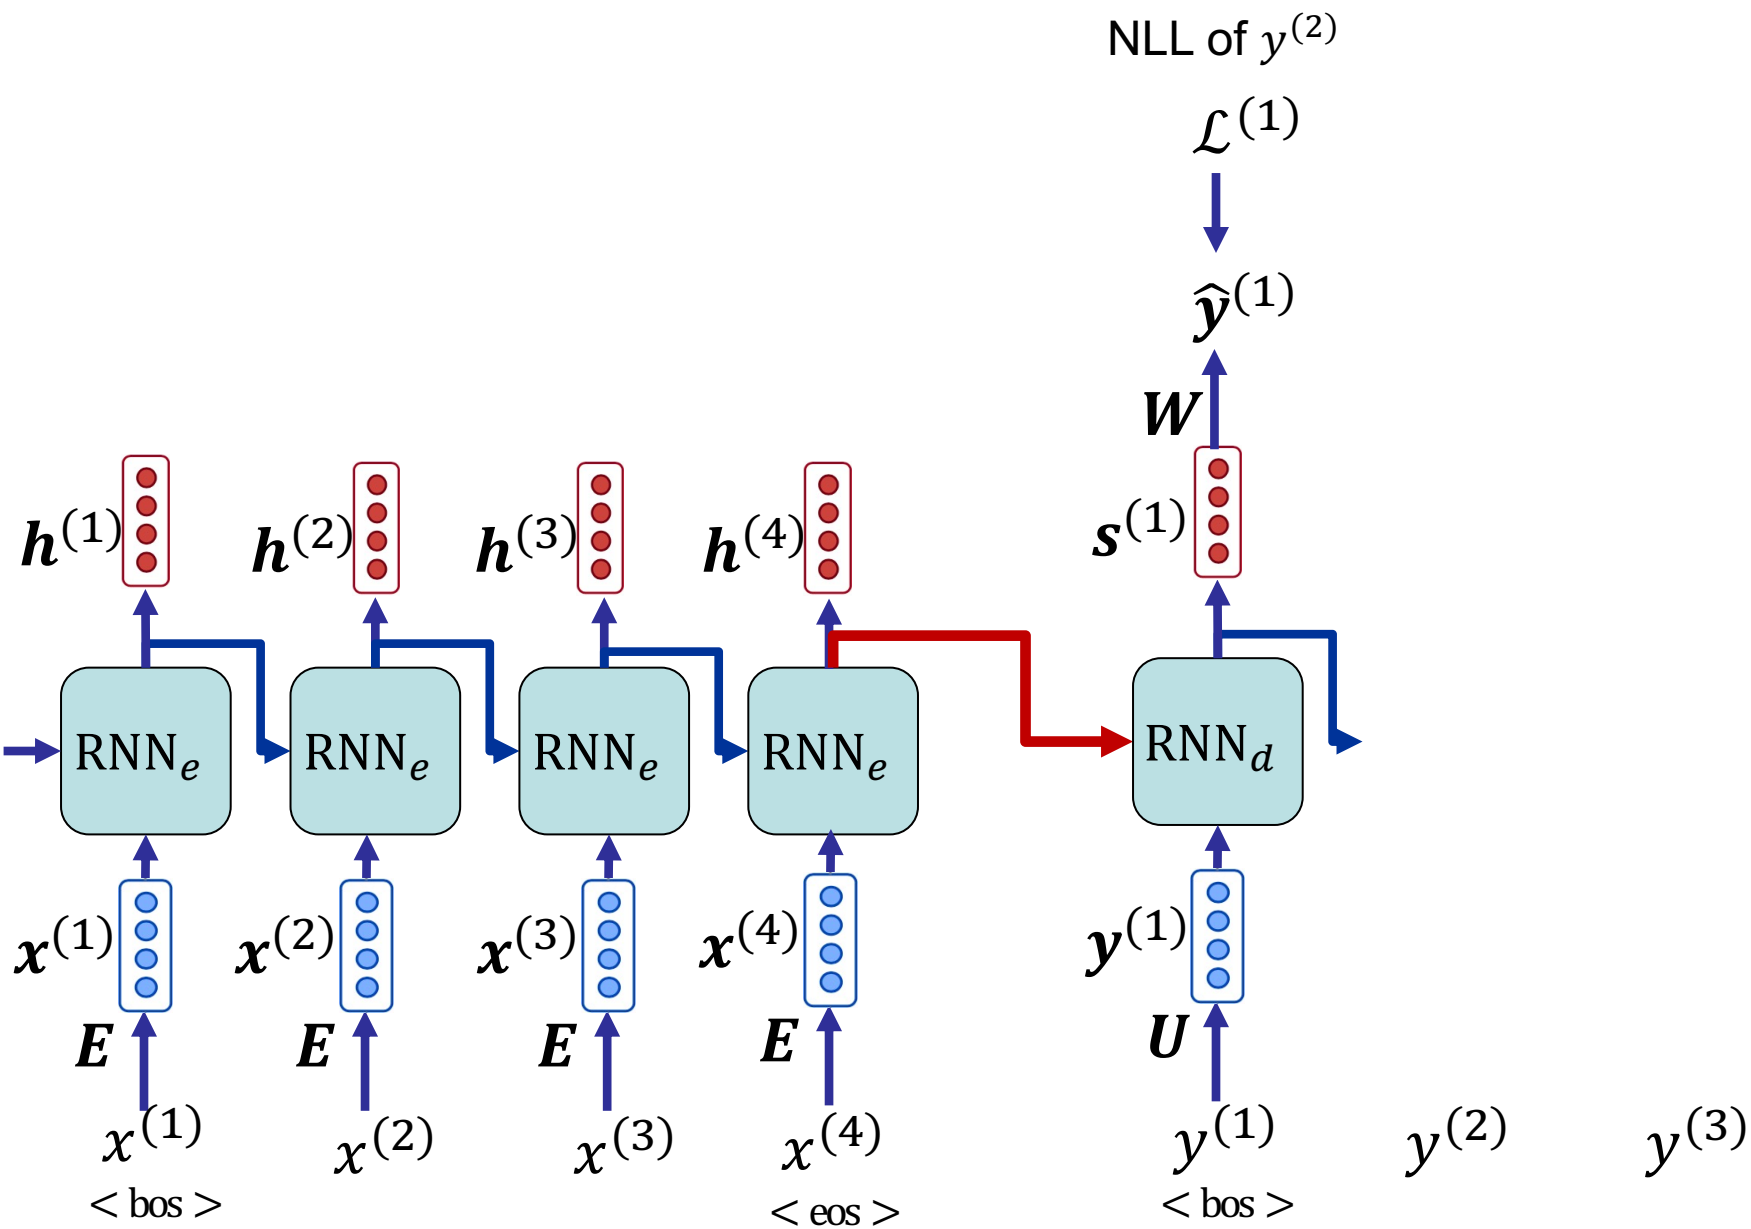 NLL of y^(2)
ℒ^(1)
ŷ^(1)
W
h^(1) h^(2) h^(3) h^(4) s^(1)
RNN_e RNN_e RNN_e RNN_e RNN_d
x^(1) x^(2) x^(3) x^(4) y^(1)
E E E E U
x^(1) x^(2) x^(3) x^(4) y^(1) y^(2) y^(3)
< bos > < eos > < bos >